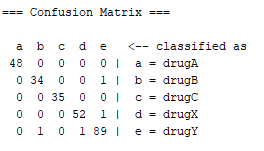 === Confusion Matrix ===
a b c d e <-- classified as
48 0 0 0 0 | a = drugA
0 34 0 0 1 | b = drugB
0 0 35 0 0 | c = drugC
0 0 0 52 1 | d = drugX
0 1 0 1 89 | e = drugY